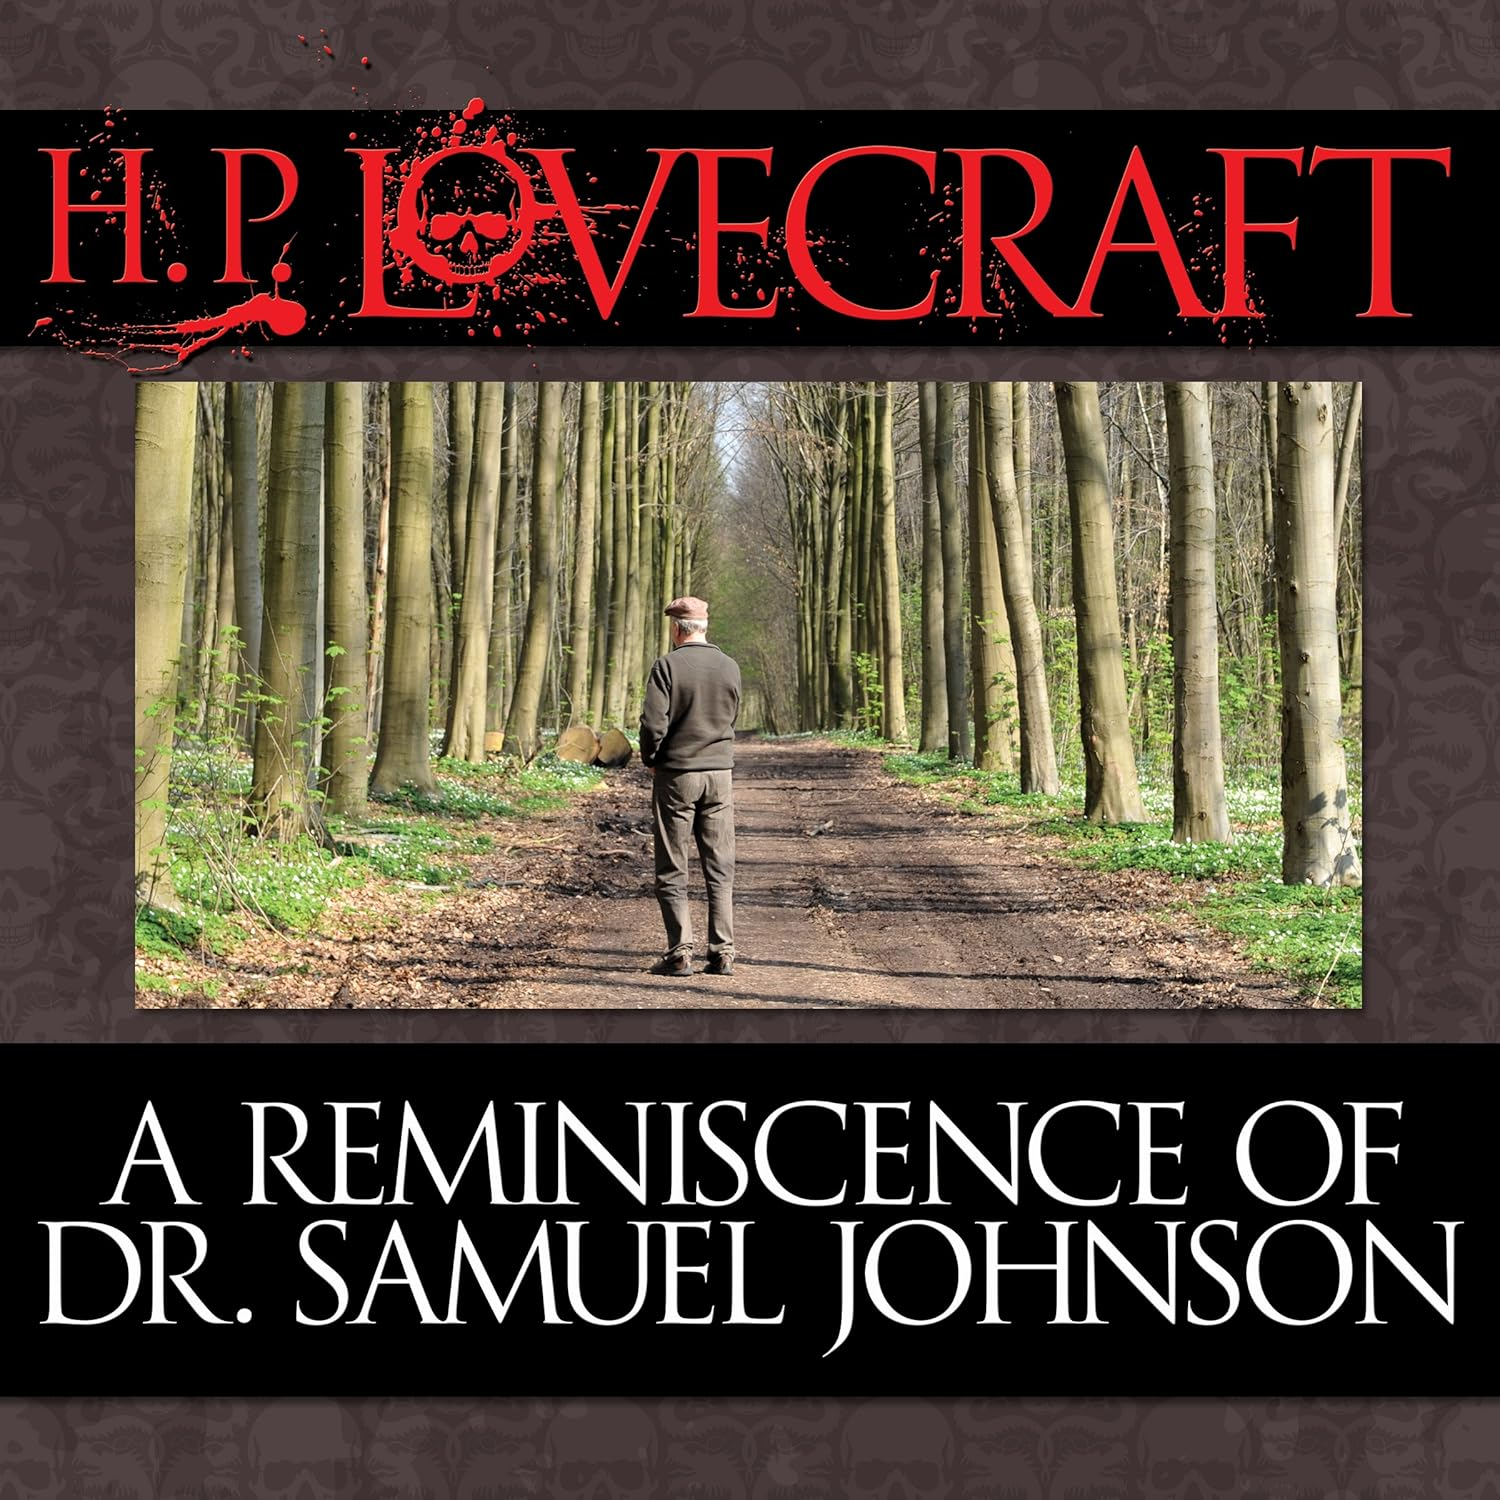 H. P. LOVECRAFT
A REMINISCENCE OF
DR. SAMUEL JOHNSON